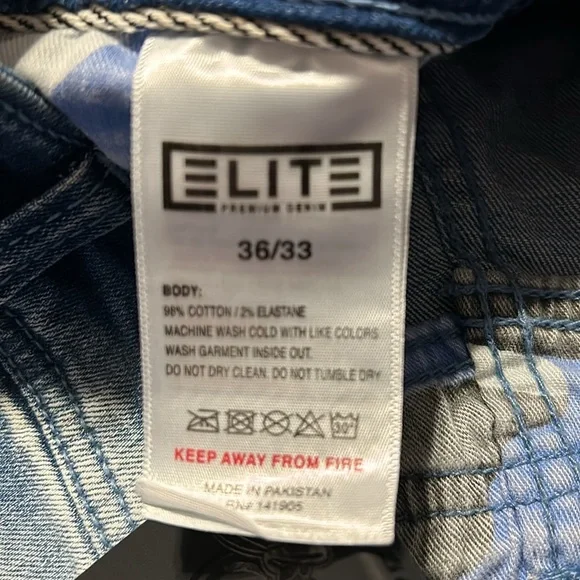 ELITE
PREMIUM DENIM
36/33
BODY:
98% COTTON / 2% ELASTANE
MACHINE WASH COLD WITH LIKE COLORS
WASH GARMENT INSIDE OUT.
DO NOT DRY CLEAN. DO NOT TUMBLE DRY
30°
KEEP AWAY FROM FIRE
MADE IN PAKISTAN
RN# 141905